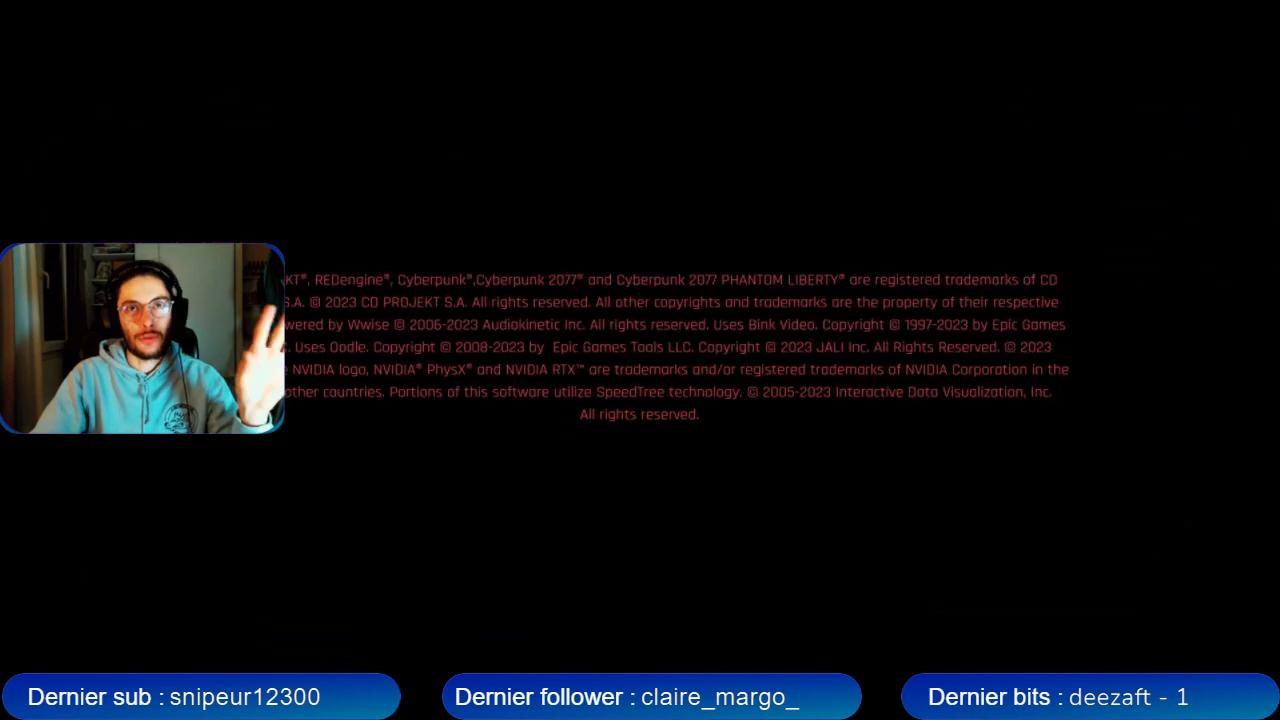 REDengine®, Cyberpunk®,Cyberpunk 2077® and Cyberpunk 2077 PHANTOM LIBERTY® are registered trademarks of CD
S.A. © 2023 CD PROJEKT S.A. All rights reserved. All other copyrights and trademarks are the property of their respective
by Wwise © 2006-2023 Audiokinetic Inc. All rights reserved. Uses Bink Video. Copyright © 1997-2023 by Epic Games
Uses Oodle. Copyright © 2008-2023 by Epic Games Tools LLC. Copyright © 2023 JALI Inc. All Rights Reserved. © 2023
NVIDIA logo, NVIDIA® PhysX® and NVIDIA RTX™ are trademarks and/or registered trademarks of NVIDIA Corporation in the
other countries. Portions of this software utilize SpeedTree technology. © 2005-2023 Interactive Data Visualization, Inc.
All rights reserved.
Dernier sub : snipeur12300
Dernier follower : claire_margo_
Dernier bits : deezaft - 1